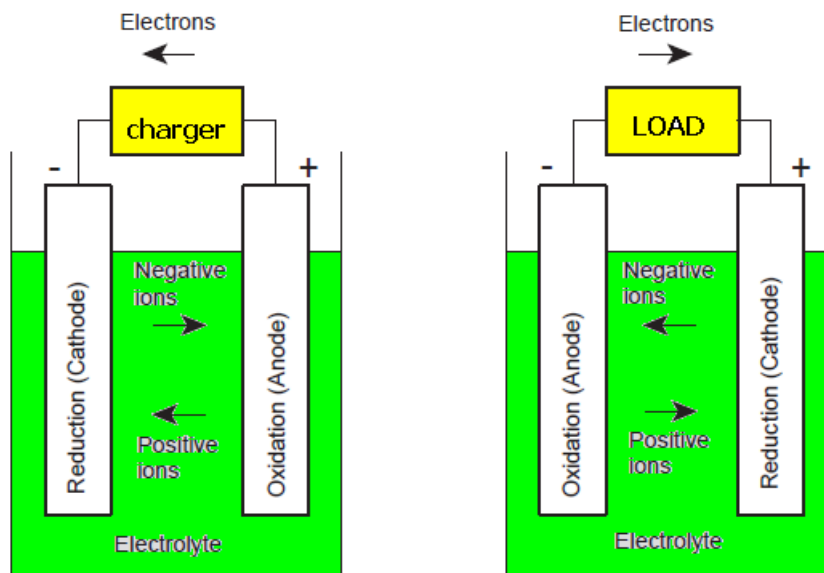 Electrons
charger
-
+
Negative
ions
Reduction (Cathode)
Oxidation (Anode)
Positive
ions
Electrolyte
Electrons
LOAD
-
+
Negative
ions
Oxidation (Anode)
Reduction (Cathode)
Positive
ions
Electrolyte